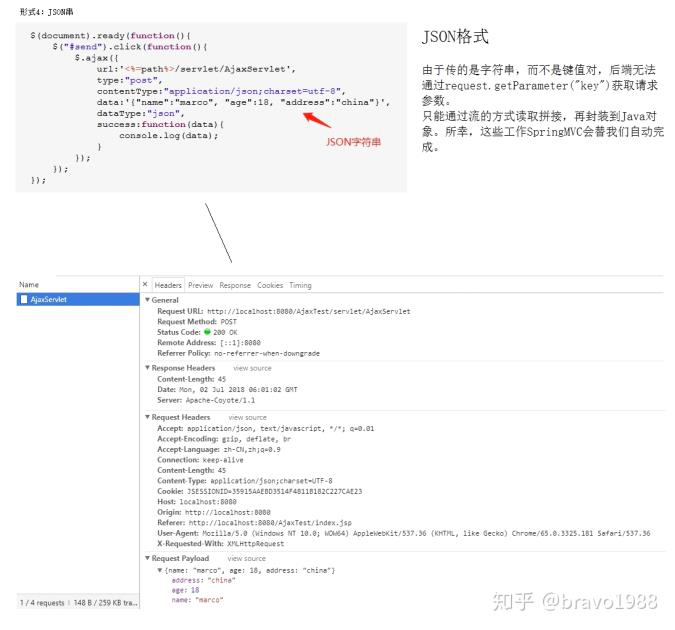 形式4：JSON串
$(document).ready(function(){
$("#send").click(function(){
$.ajax({
url:'<%=path%>/servlet/AjaxServlet',
type:"post",
contentType:"application/json;charset=utf-8",
data:'{"name":"marco", "age":18, "address":"china"}',
dataType:"json",
success:function(data){
console.log(data);
}
});
});
});
JSON字符串
JSON格式
由于传的是字符串，而不是键值对，后端无法
通过request.getParameter("key")获取请求
参数。
只能通过流的方式读取拼接，再封装到Java对
象。所幸，这些工作SpringMVC会替我们自动完
成。
Name
AjaxServlet
1 / 4 requests | 148 B / 259 KB tra...
× Headers Preview Response Cookies Timing
▼ General
Request URL: http://localhost:8080/AjaxTest/servlet/AjaxServlet
Request Method: POST
Status Code: 200 OK
Remote Address: [::1]:8080
Referrer Policy: no-referrer-when-downgrade
▼ Response Headers view source
Content-Length: 45
Date: Mon, 02 Jul 2018 06:01:02 GMT
Server: Apache-Coyote/1.1
▼ Request Headers view source
Accept: application/json, text/javascript, */*; q=0.01
Accept-Encoding: gzip, deflate, br
Accept-Language: zh-CN,zh;q=0.9
Connection: keep-alive
Content-Length: 45
Content-Type: application/json;charset=UTF-8
Cookie: JSESSIONID=35915AAEBD3514F4811B182C227CAE23
Host: localhost:8080
Origin: http://localhost:8080
Referer: http://localhost:8080/AjaxTest/index.jsp
User-Agent: Mozilla/5.0 (Windows NT 10.0; WOW64) AppleWebKit/537.36 (KHTML, like Gecko) Chrome/65.0.3325.181 Safari/537.36
X-Requested-With: XMLHttpRequest
▼ Request Payload view source
▼ {name: "marco", age: 18, address: "china"}
address: "china"
age: 18
name: "marco"
知乎 @bravo1988